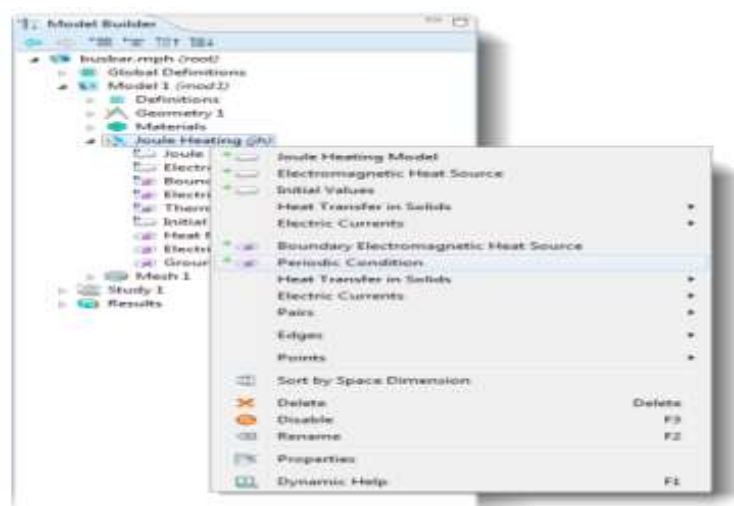 Model Builder
busbar.mph (root)
Global Definitions
Model 1 (mod1)
Definitions
Geometry 1
Materials
Joule Heating (jh)
Joule
Electr
Bound
Electri
Therm
Initial
Heat F
Electri
Groun
Mesh 1
Study 1
Results
Joule Heating Model
Electromagnetic Heat Source
Initial Values
Heat Transfer in Solids
Electric Currents
Boundary Electromagnetic Heat Source
Periodic Condition
Heat Transfer in Solids
Electric Currents
Pairs
Edges
Points
Sort by Space Dimension
Delete Delete
Disable F3
Rename F2
Properties
Dynamic Help F1